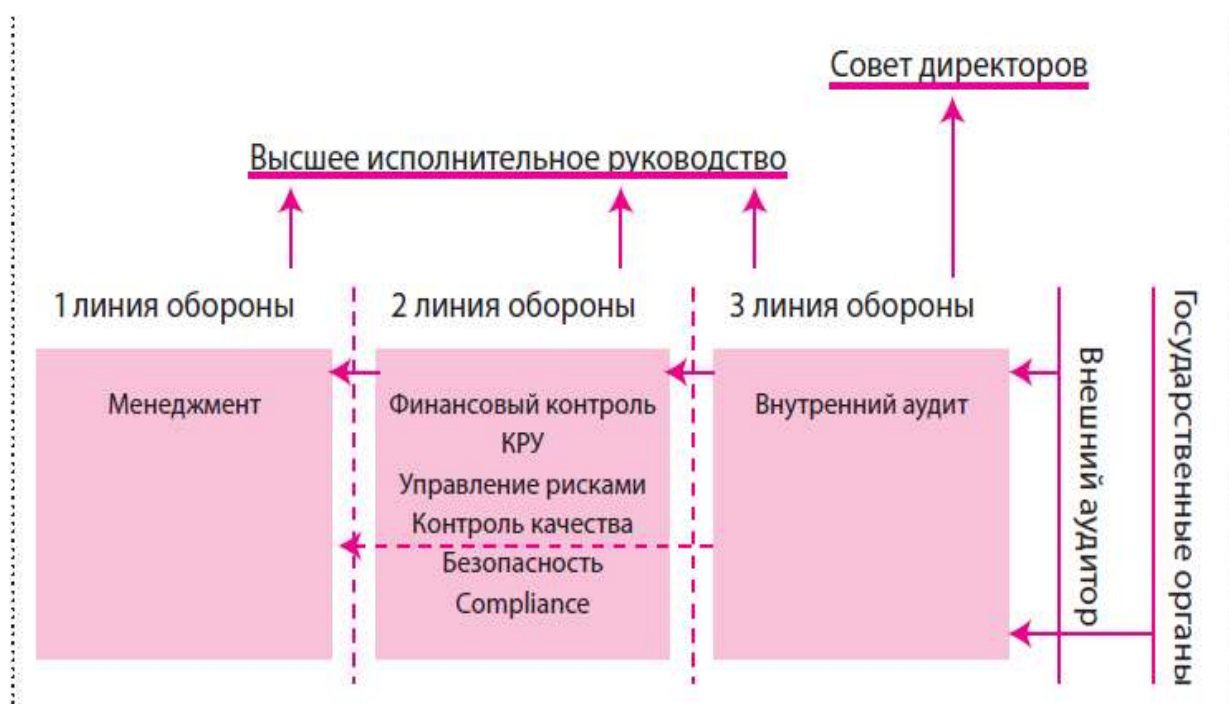 Совет директоров
Высшее исполнительное руководство
1 линия обороны
2 линия обороны
3 линия обороны
Менеджмент
Финансовый контроль
КРУ
Управление рисками
Контроль качества
Безопасность
Compliance
Внутренний аудит
Внешний аудитор
Государственные органы